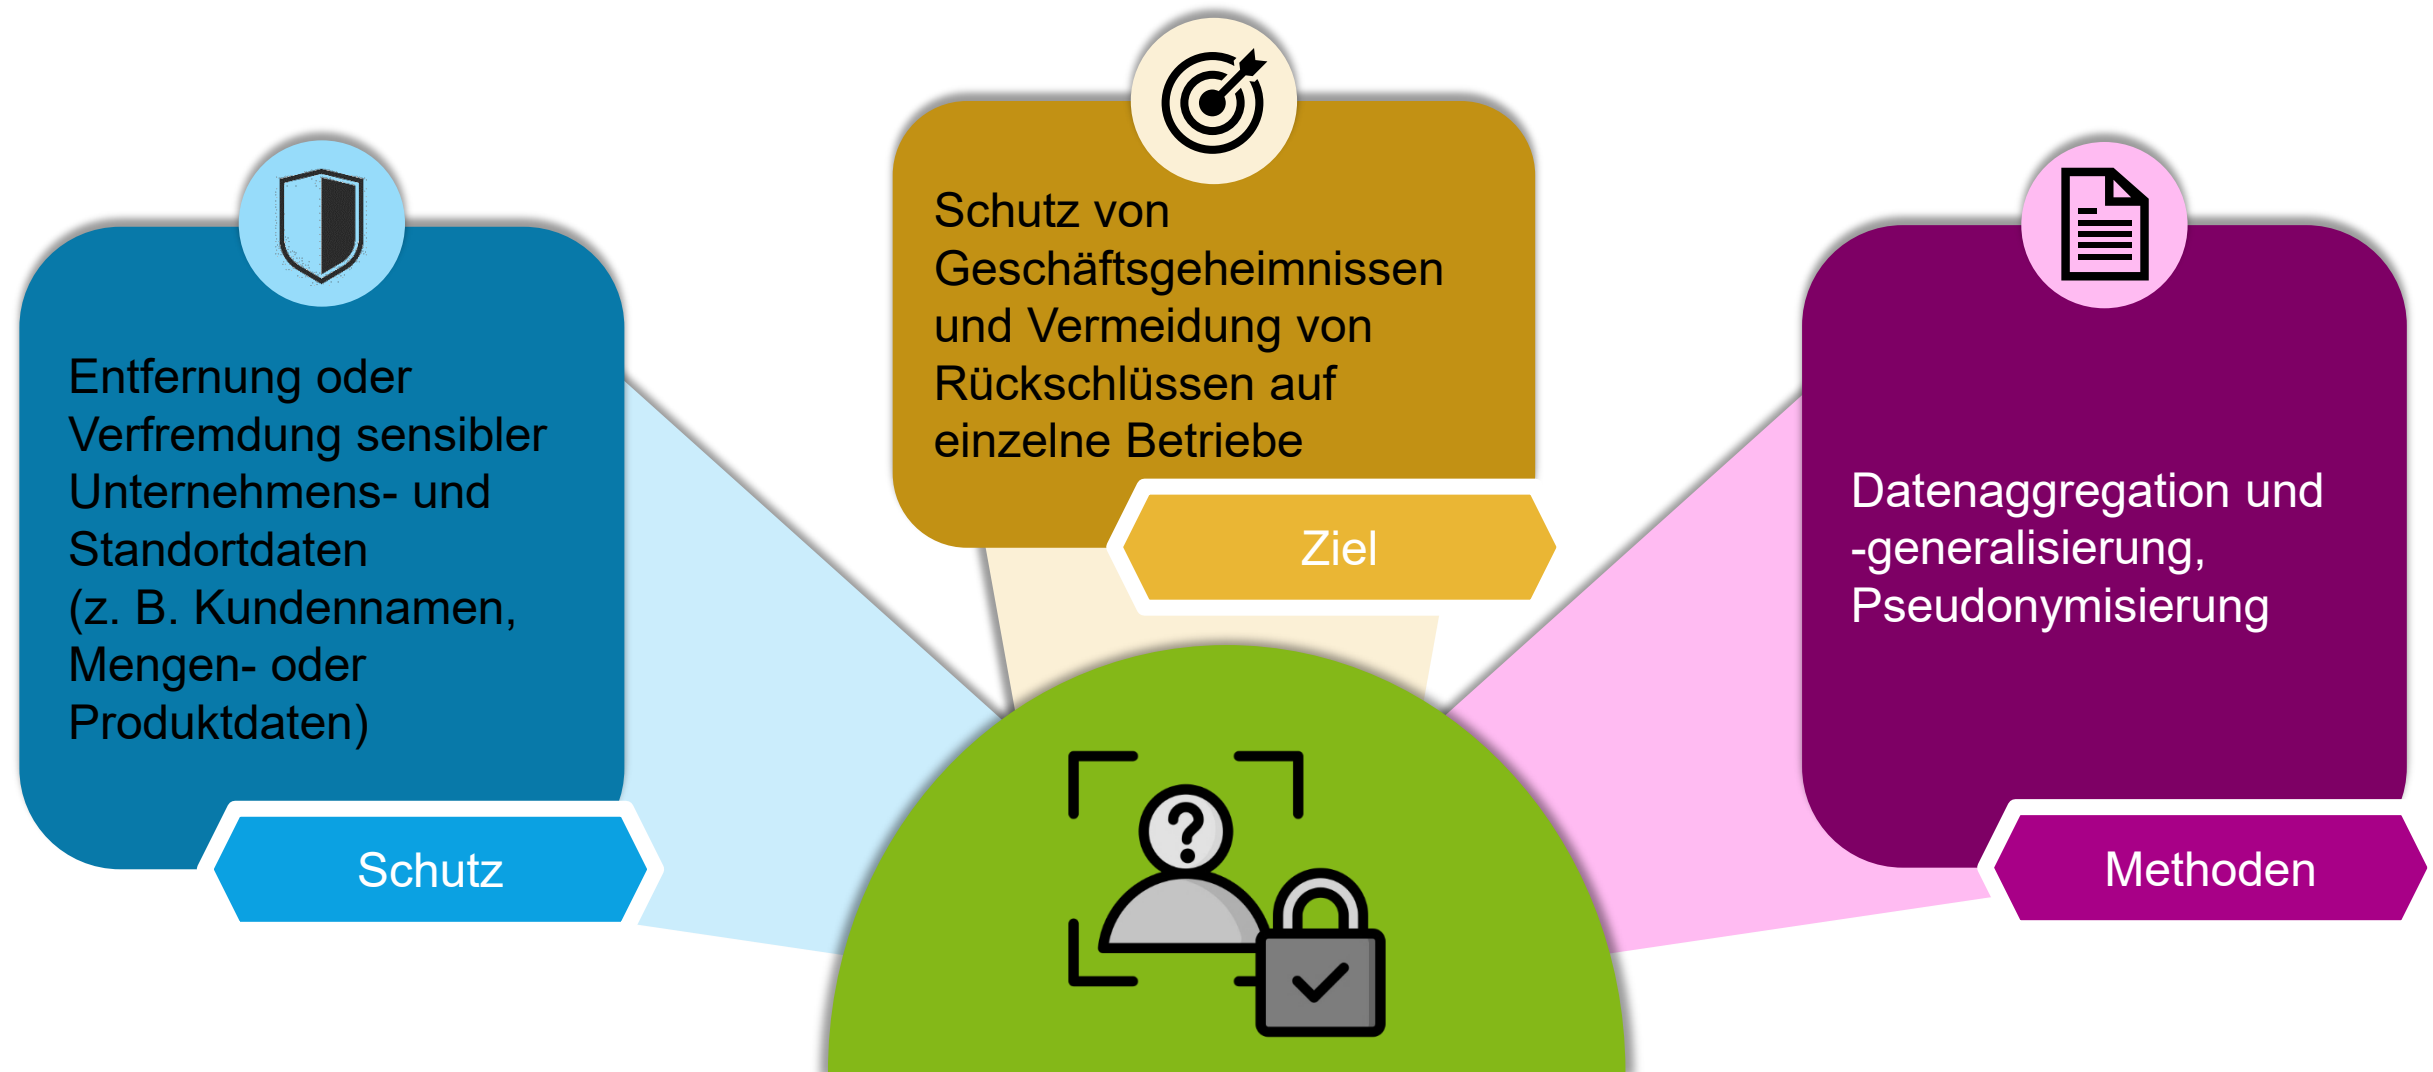 Entfernung oder
Verfremdung sensibler
Unternehmens- und
Standortdaten
(z. B. Kundennamen,
Mengen- oder
Produktdaten)
Schutz
Schutz von
Geschäftsgeheimnissen
und Vermeidung von
Rückschlüssen auf
einzelne Betriebe
Ziel
Datenaggregation und
-generalisierung,
Pseudonymisierung
Methoden
?